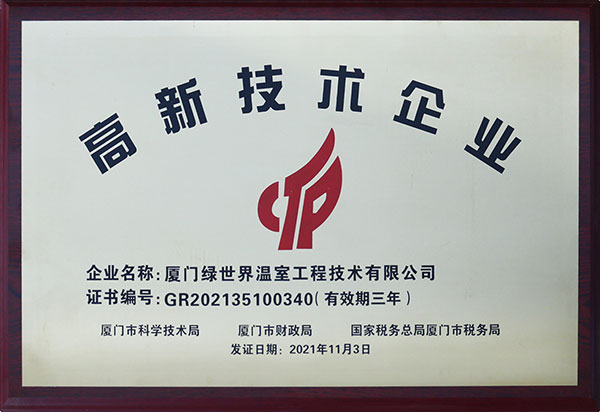 高新技术企业
CTP
企业名称：厦门绿世界温室工程技术有限公司
证书编号：GR202135100340（有效期三年）
厦门市科学技术局 厦门市财政局 国家税务总局厦门市税务局
发证日期：2021年11月3日